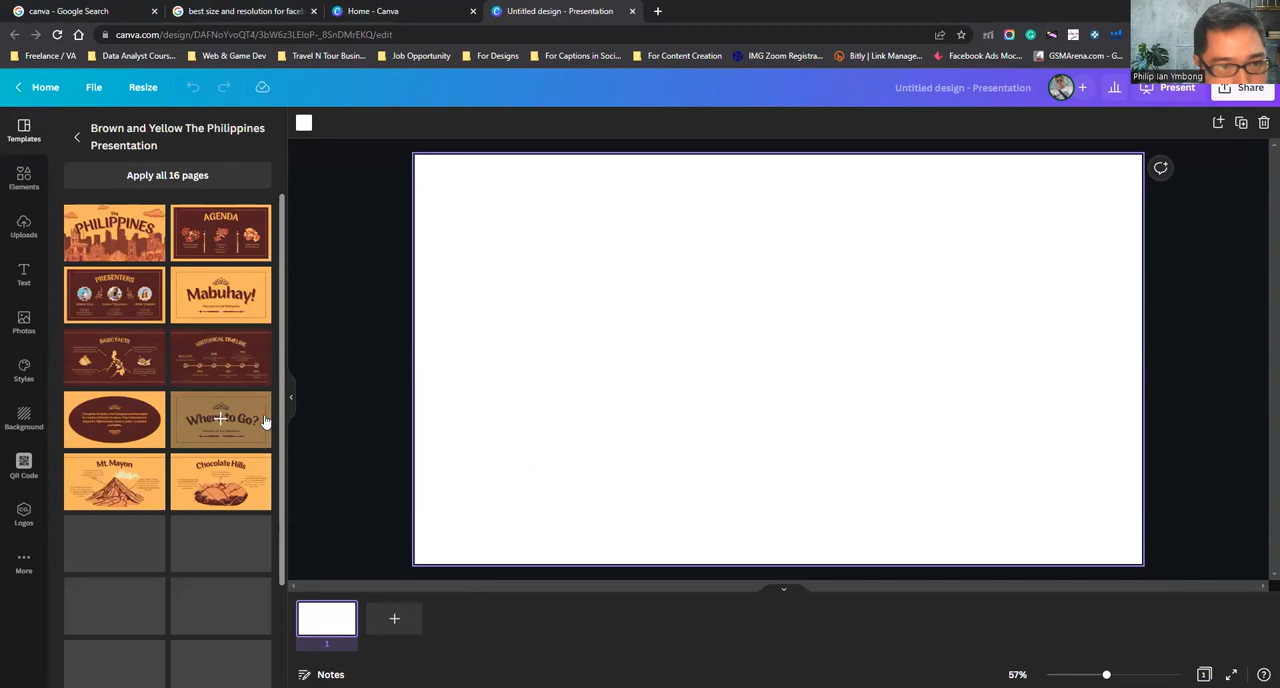 canva - Google Search
best size and resolution for faceb
Home - Canva
Untitled design - Presentation
canva.com/design/DAFNoYvoQT4/3bW6z3LEIoP-_8SnDMrEKQ/edit
Freelance / VA
Data Analyst Cours...
Web & Game Dev
Travel N Tour Busin...
Job Opportunity
For Designs
For Captions in Soci...
For Content Creation
IMG Zoom Registra...
Bitly | Link Manage...
Facebook Ads Moc...
GSMArena.com - G...
Philip Ian Ymbong
Home
File
Resize
Untitled design - Presentation
Present
Share
Templates
Elements
Uploads
Text
Photos
Styles
Background
QR Code
Logos
More
Brown and Yellow The Philippines
Presentation
Apply all 16 pages
The
PHILIPPINES
AGENDA
PRESENTERS
Mabuhay!
BASIC FACTS
HISTORICAL TIMELINE
Where to Go?
Mt. Mayon
Chocolate Hills
1
Notes
57%
1